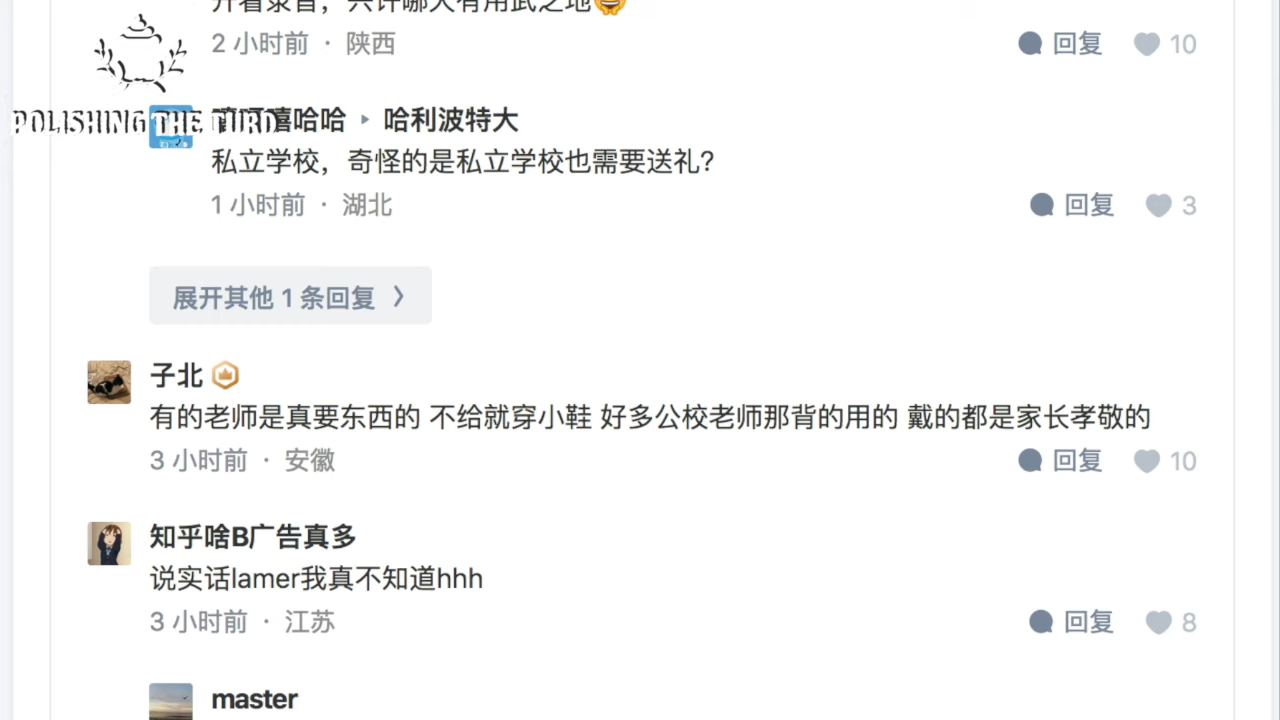 2 小时前 · 陕西
回复 10
POLISHING THE TURD
哈哈 ▸ 哈利波特大
私立学校，奇怪的是私立学校也需要送礼?
1 小时前 · 湖北
回复 3
展开其他 1 条回复 >
子北
有的老师是真要东西的 不给就穿小鞋 好多公校老师那背的用的 戴的都是家长孝敬的
3 小时前 · 安徽
回复 10
知乎啥B广告真多
说实话lamer我真不知道hhh
3 小时前 · 江苏
回复 8
master